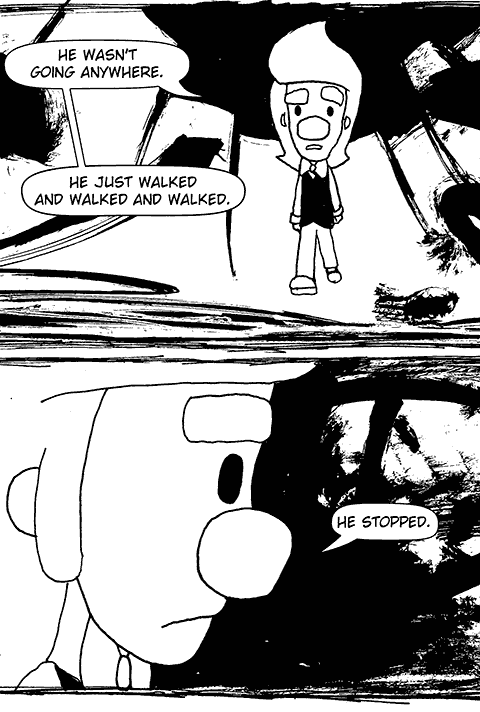 HE WASN'T
GOING ANYWHERE.
HE JUST WALKED
AND WALKED AND WALKED.
HE STOPPED.